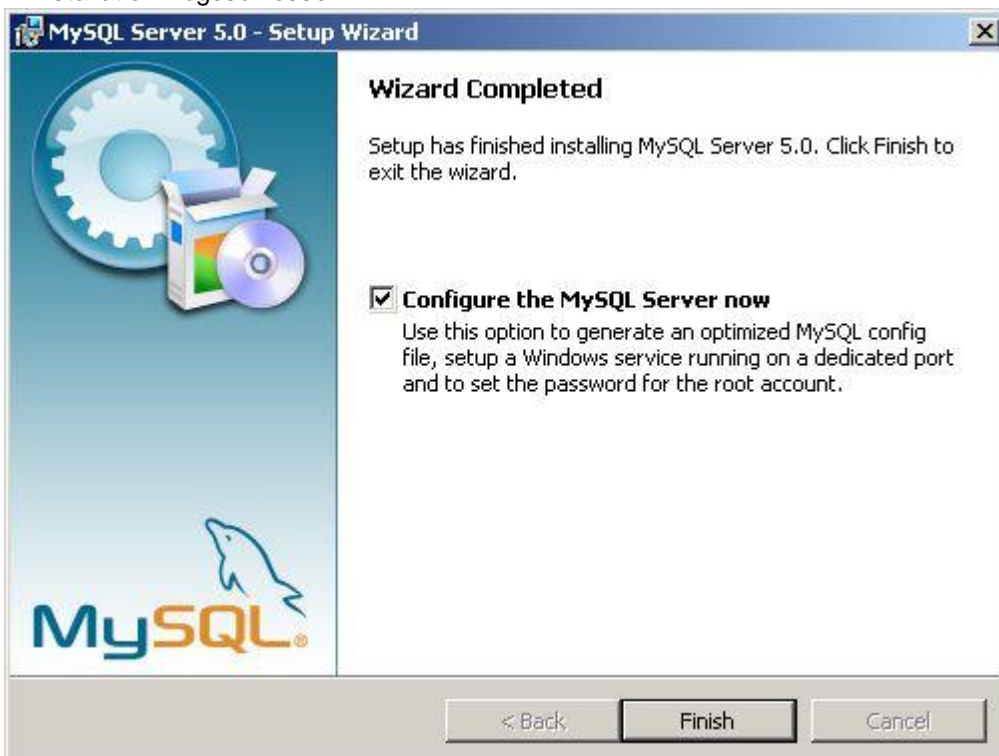 MySQL Server 5.0 - Setup Wizard
Wizard Completed
Setup has finished installing MySQL Server 5.0. Click Finish to
exit the wizard.
Configure the MySQL Server now
Use this option to generate an optimized MySQL config
file, setup a Windows service running on a dedicated port
and to set the password for the root account.
MySQL®
< Back
Finish
Cancel